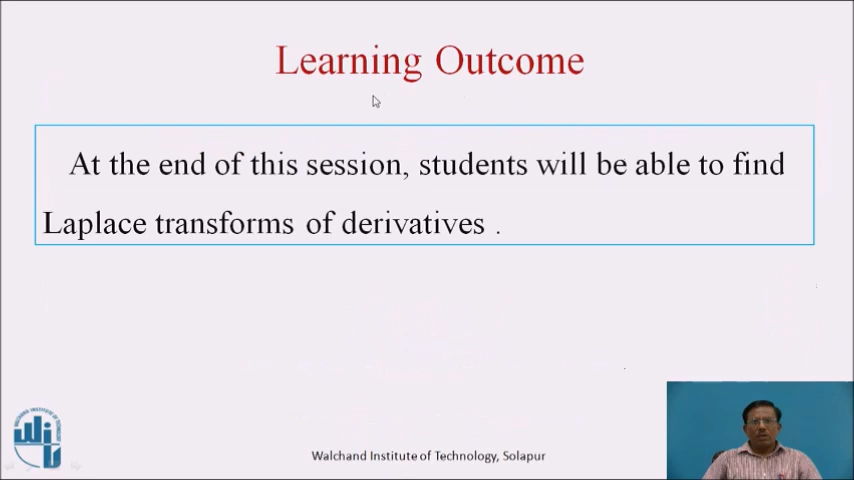 Learning Outcome
At the end of this session, students will be able to find
Laplace transforms of derivatives .
Walchand Institute of Technology, Solapur